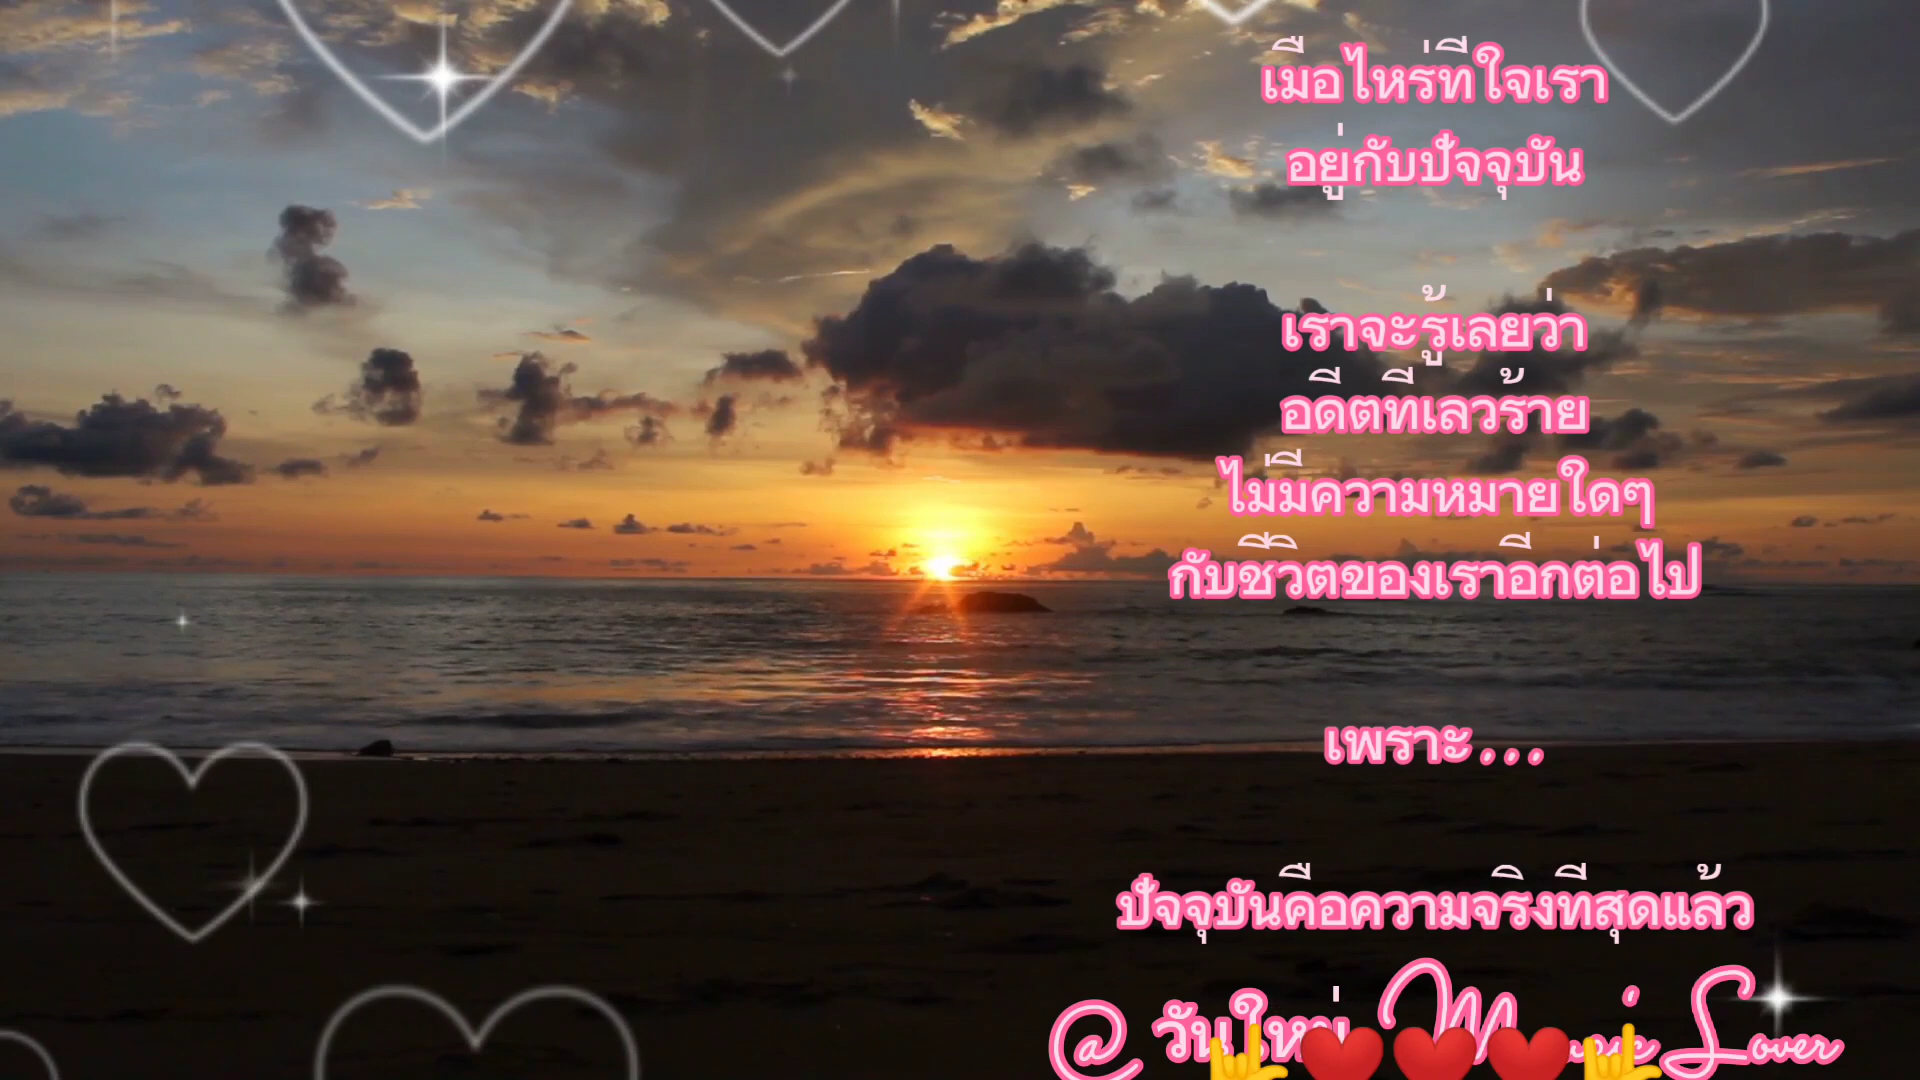 เมื่อไหร่ที่ใจเรา
อยู่กับปัจจุบัน
เราจะรู้เลยว่า
อดีตที่เลวร้าย
ไม่มีความหมายใดๆ
กับชีวิตของเราอีกต่อไป
เพราะ...
ปัจจุบันคือความจริงที่สุดแล้ว
@ วันใหม่ Lover